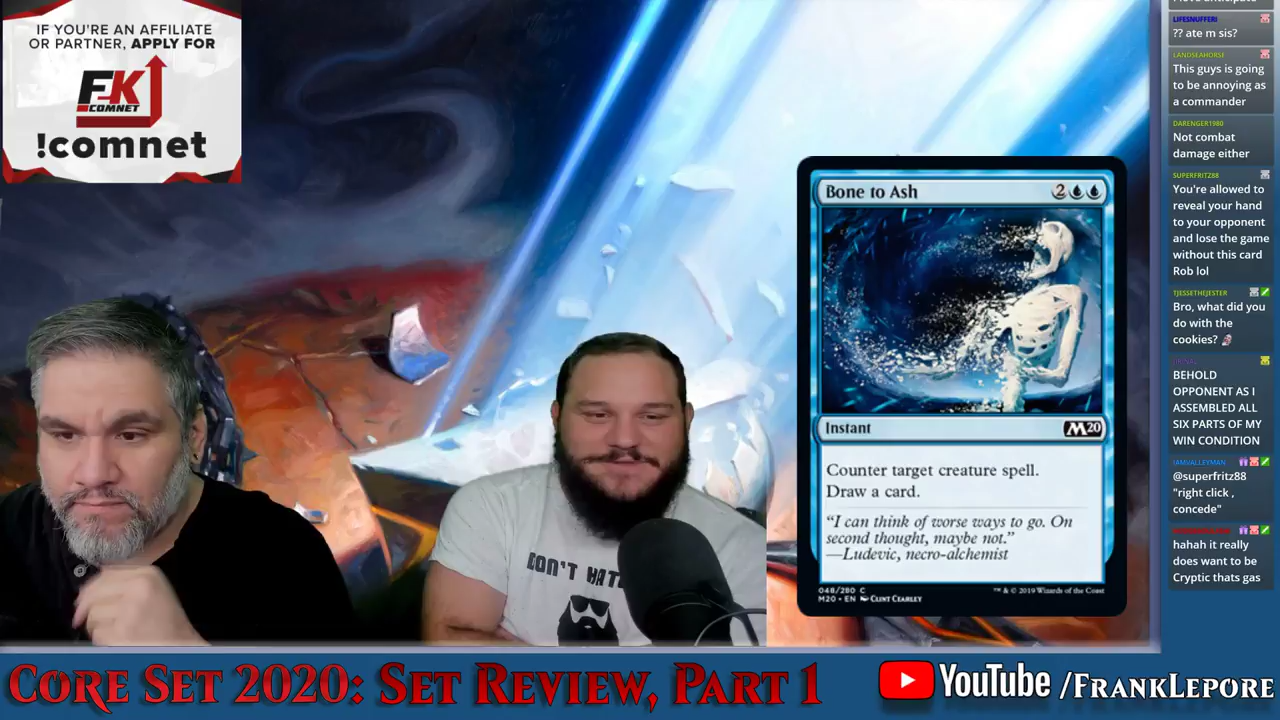 IF YOU'RE AN AFFILIATE
OR PARTNER, APPLY FOR
FK
COMNET
!comnet
DON'T HATE
Bone to Ash 2
Instant M20
Counter target creature spell.
Draw a card.
“I can think of worse ways to go. On
second thought, maybe not.”
—Ludevic, necro-alchemist
048/280 C
M20 • EN CLINT CEARLEY
™ & © 2019 Wizards of the Coast
LIFESNUFFERI
?? ate m sis?
LANDSEAHORSE
This guys is going
to be annoying as
a commander
DARENGER1980
Not combat
damage either
SUPERFRITZ88
You're allowed to
reveal your hand
to your opponent
and lose the game
without this card
Rob lol
TJESSETHEJESTER
Bro, what did you
do with the
cookies?
BEHOLD
OPPONENT AS I
ASSEMBLED ALL
SIX PARTS OF MY
WIN CONDITION
IAMVALLEYMAN
@superfritz88
"right click ,
concede"
hahah it really
does want to be
Cryptic thats gas
CORE SET 2020: SET REVIEW, PART 1
YouTube /FRANKLEPORE